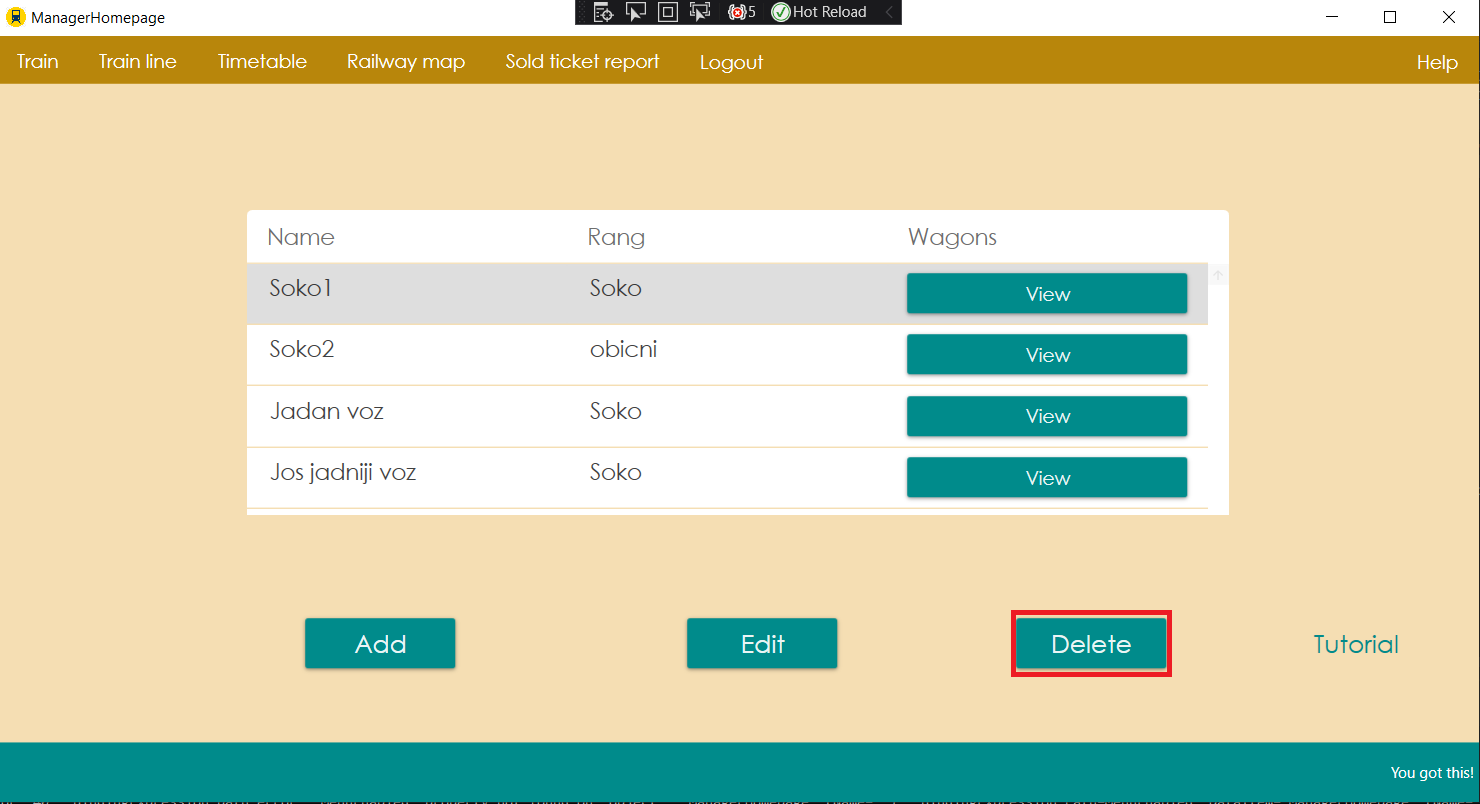 ManagerHomepage
5 Hot Reload
Train Train line Timetable Railway map Sold ticket report Logout Help
Name Rang Wagons
Soko1 Soko View
Soko2 obicni View
Jadan voz Soko View
Jos jadniji voz Soko View
Add Edit Delete Tutorial
You got this!